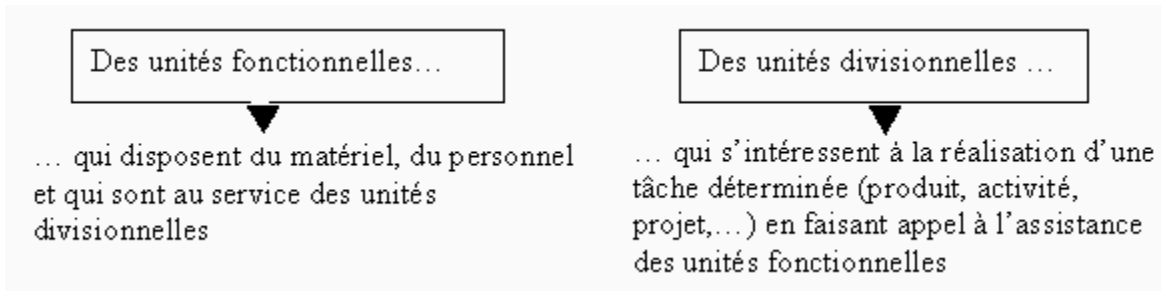 Des unités fonctionnelles…
… qui disposent du matériel, du personnel
et qui sont au service des unités
divisionnelles
Des unités divisionnelles …
… qui s’intéressent à la réalisation d’une
tâche déterminée (produit, activité,
projet,…) en faisant appel à l’assistance
des unités fonctionnelles